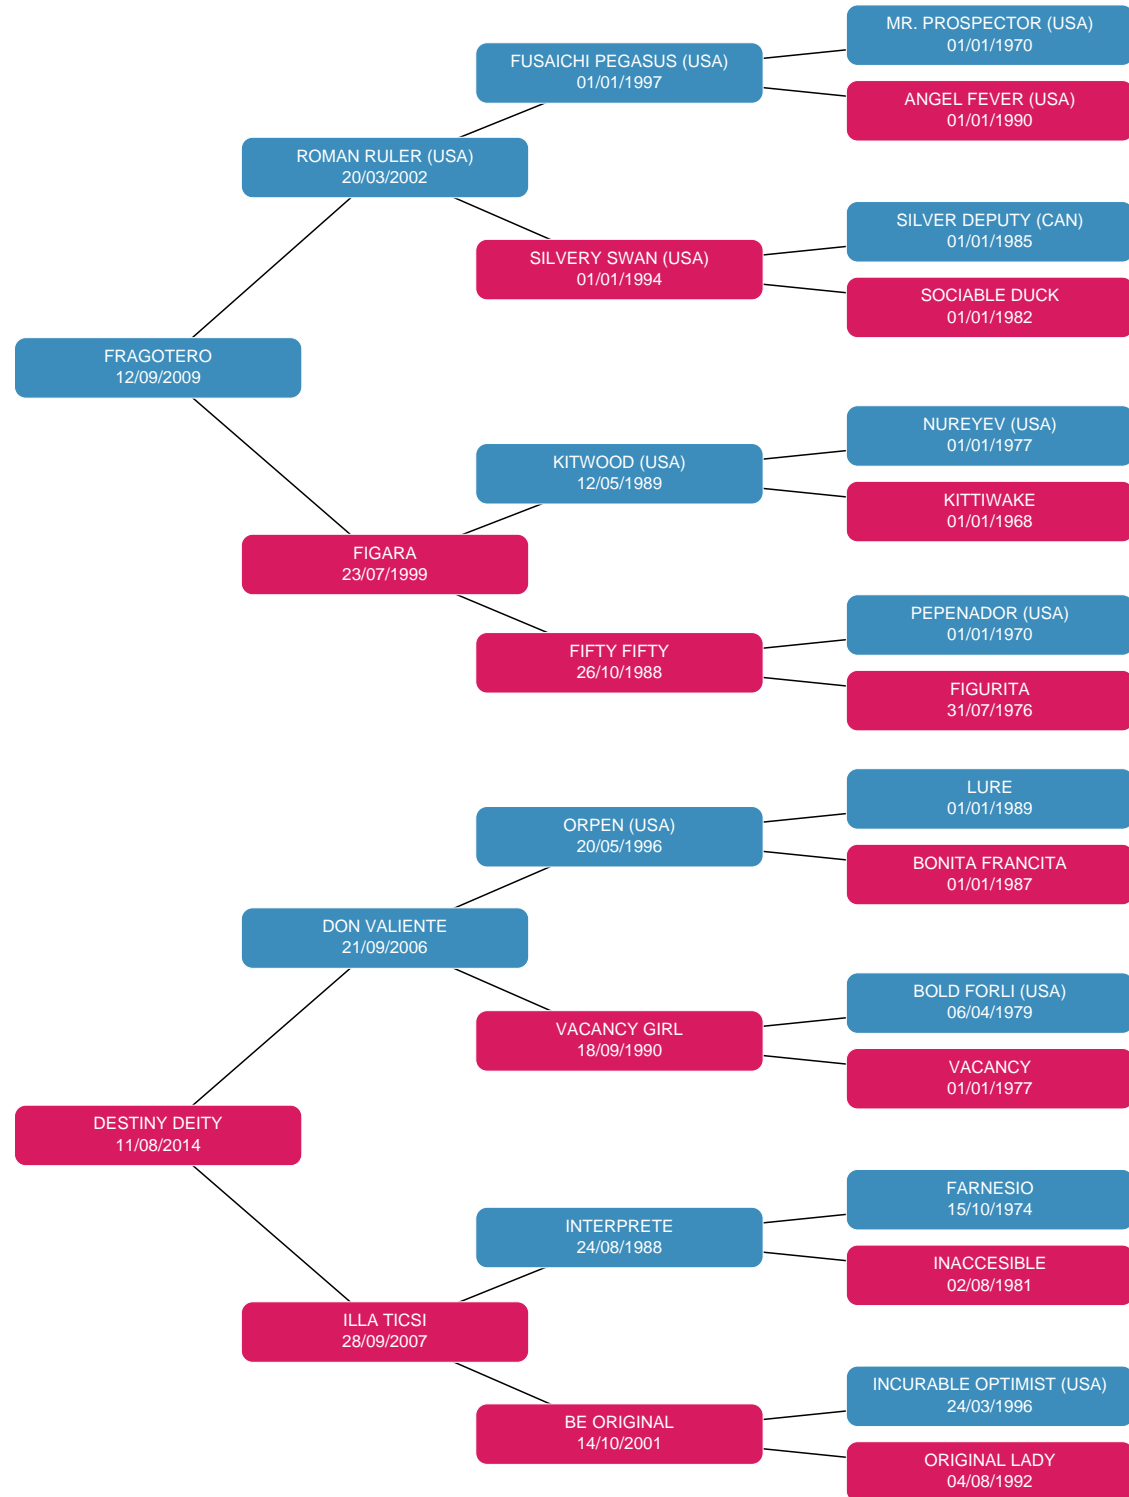 MR. PROSPECTOR (USA)
01/01/1970
FUSAICHI PEGASUS (USA)
01/01/1997
ANGEL FEVER (USA)
01/01/1990
ROMAN RULER (USA)
20/03/2002
SILVER DEPUTY (CAN)
01/01/1985
SILVERY SWAN (USA)
01/01/1994
SOCIABLE DUCK
01/01/1982
FRAGOTERO
12/09/2009
NUREYEV (USA)
01/01/1977
KITWOOD (USA)
12/05/1989
KITTIWAKE
01/01/1968
FIGARA
23/07/1999
PEPENADOR (USA)
01/01/1970
FIFTY FIFTY
26/10/1988
FIGURITA
31/07/1976
LURE
01/01/1989
ORPEN (USA)
20/05/1996
BONITA FRANCITA
01/01/1987
DON VALIENTE
21/09/2006
BOLD FORLI (USA)
06/04/1979
VACANCY GIRL
18/09/1990
VACANCY
01/01/1977
DESTINY DEITY
11/08/2014
FARNESIO
15/10/1974
INTERPRETE
24/08/1988
INACCESIBLE
02/08/1981
ILLA TICSI
28/09/2007
INCURABLE OPTIMIST (USA)
24/03/1996
BE ORIGINAL
14/10/2001
ORIGINAL LADY
04/08/1992